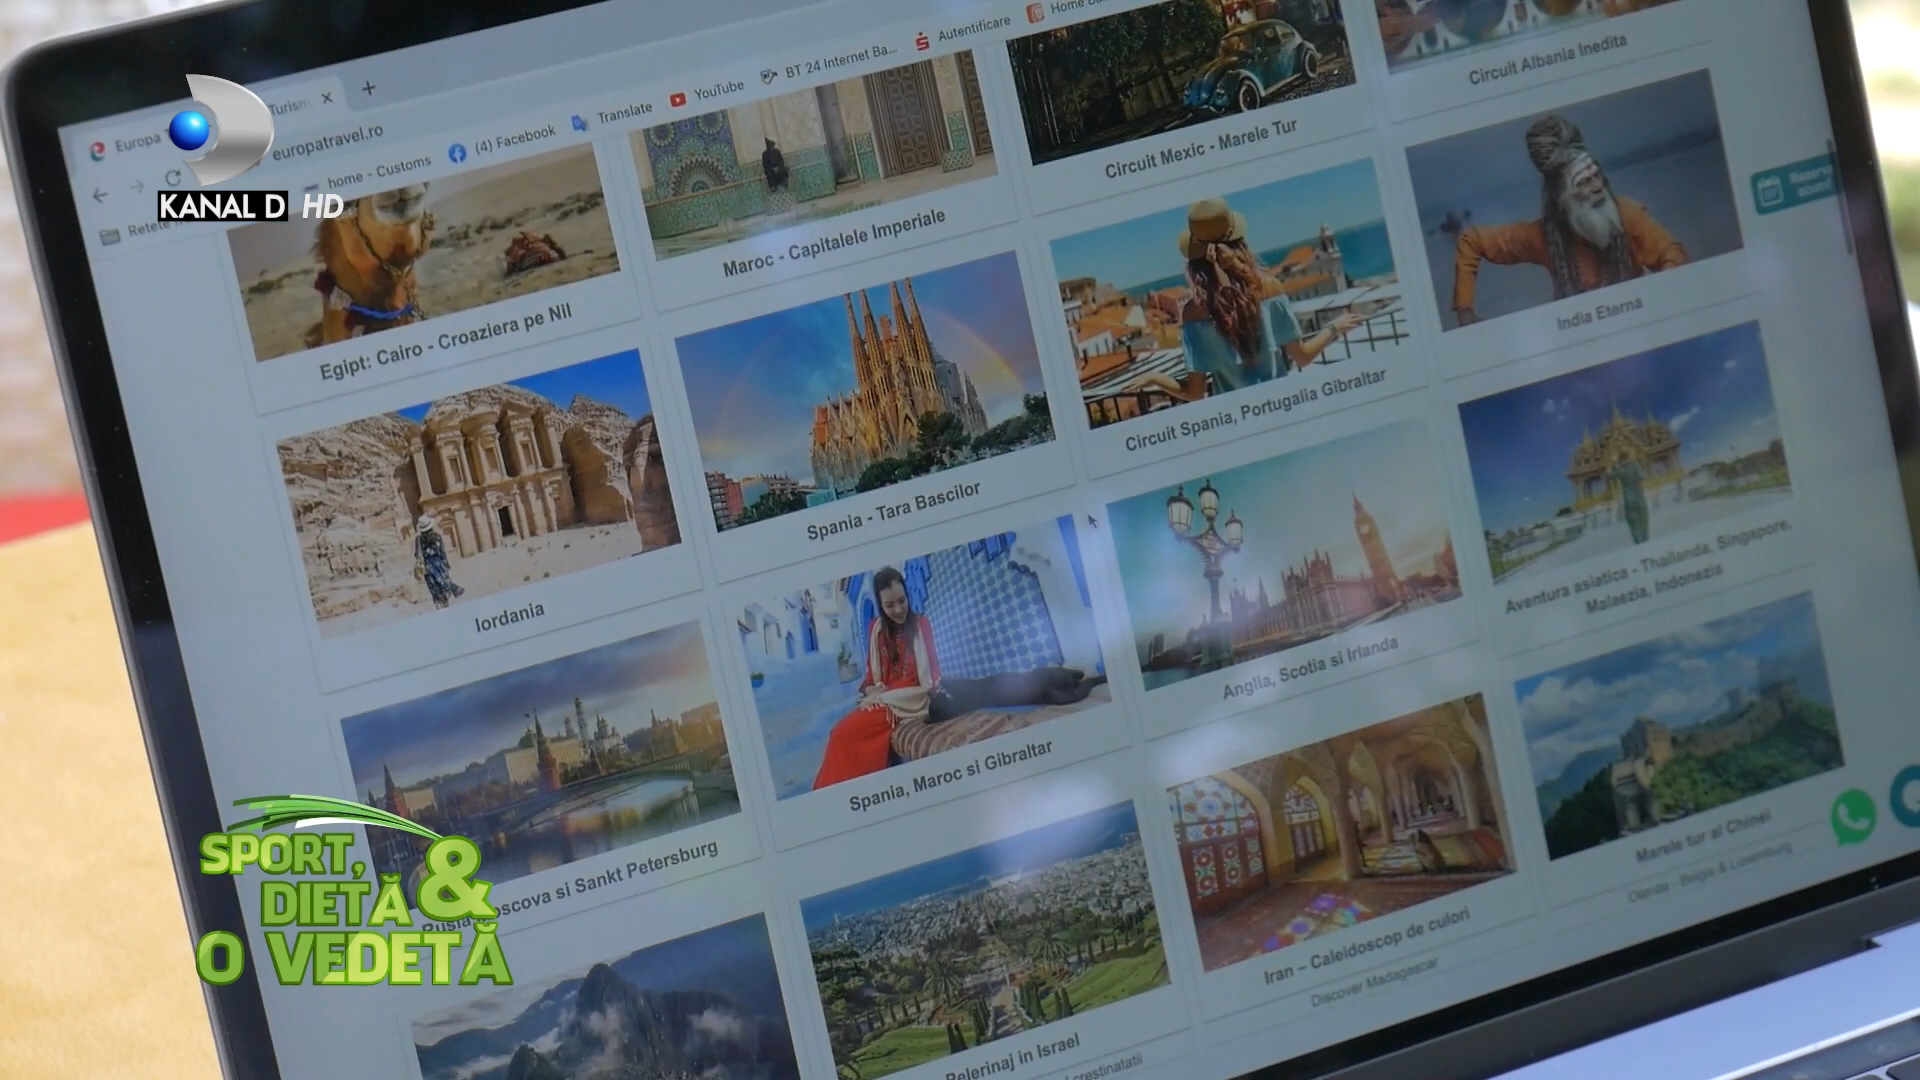 KANAL D HD
Europa
Turism
europatravel.ro
home - Customs
(4) Facebook
Translate
YouTube
BT 24 Internet Ba...
Autentificare
Egipt: Cairo - Croaziera pe Nil
Maroc - Capitalele Imperiale
Circuit Mexic - Marele Tur
Circuit Albania Inedita
Iordania
Spania - Tara Bascilor
Circuit Spania, Portugalia Gibraltar
India Eterna
Rusia
scova si Sankt Petersburg
Spania, Maroc si Gibraltar
Anglia, Scotia si Irlanda
Aventura asiatica - Thailanda, Singapore,
Malaezia, Indonezia
Pelerinaj in Israel
Iran – Caleidoscop de culori
Discover Madagascar
Marele tur al Chinei
Olanda - Belgia & Luxemburg
SPORT,
DIETĂ &
O VEDETĂ